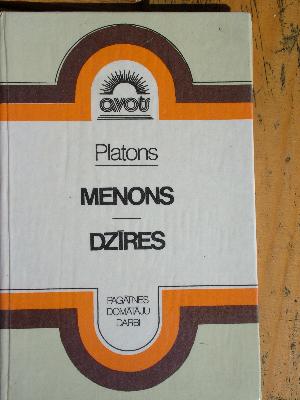 avots
Platons
MENONS
DZĪRES
PAGĀTNES
DOMĀTĀJU
DARBI